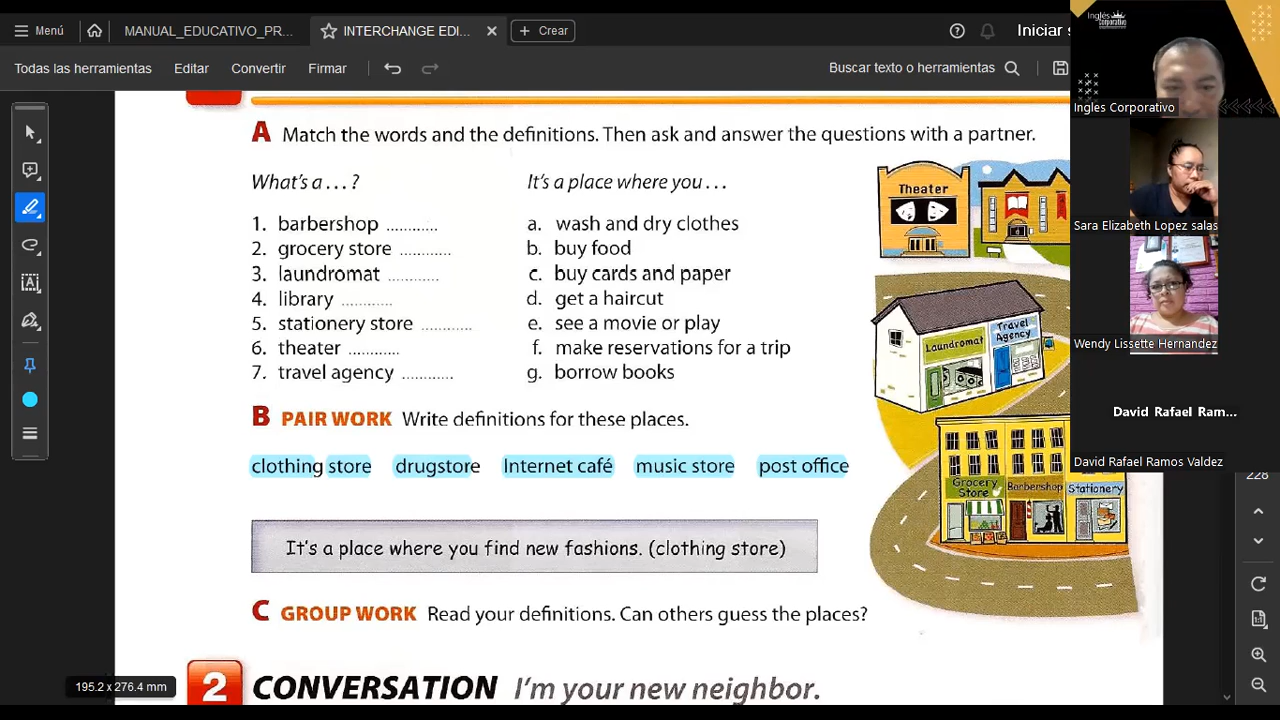 Menú
MANUAL_EDUCATIVO_PR...
INTERCHANGE EDI...
Crear
Iniciar s
Todas las herramientas
Editar
Convertir
Firmar
Buscar texto o herramientas
Inglés
Corporativo
Ingles Corporativo
Sara Elizabeth Lopez salas
Wendy Lissette Hernandez
David Rafael Ram...
David Rafael Ramos Valdez
228
A Match the words and the definitions. Then ask and answer the questions with a partner.
What's a . . . ?
It's a place where you . . .
1. barbershop ............
a. wash and dry clothes
2. grocery store ............
b. buy food
3. laundromat ............
c. buy cards and paper
4. library ............
d. get a haircut
5. stationery store ............
e. see a movie or play
6. theater ............
f. make reservations for a trip
7. travel agency ............
g. borrow books
B PAIR WORK Write definitions for these places.
clothing store drugstore Internet café music store post office
It's a place where you find new fashions. (clothing store)
C GROUP WORK Read your definitions. Can others guess the places?
2 CONVERSATION I'm your new neighbor.
Theater
Laundromat
Travel
Agency
Grocery
Store
Barbershop
Stationery
195.2 x 276.4 mm